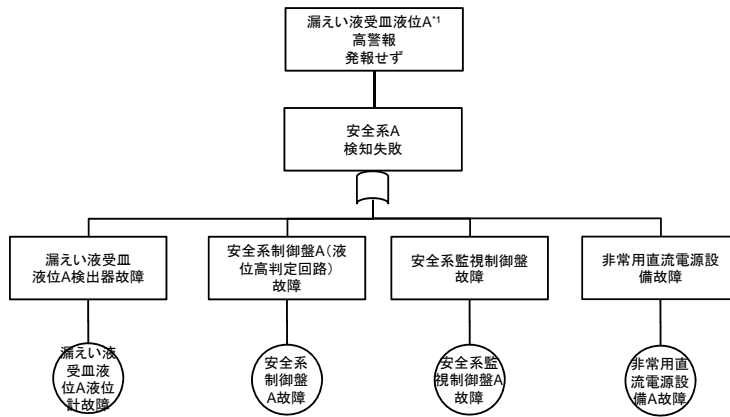 漏えい液受皿液位A*1
高警報
発報せず
安全系A
検知失敗
漏えい液受皿
液位A検出器故障
安全系制御盤A(液
位高判定回路)
故障
安全系監視制御盤
故障
非常用直流電源設
備故障
漏えい液
受皿液
位A液位
計故障
安全系
制御盤
A故障
安全系監
視制御盤A
故障
非常用直
流電源設
備A故障